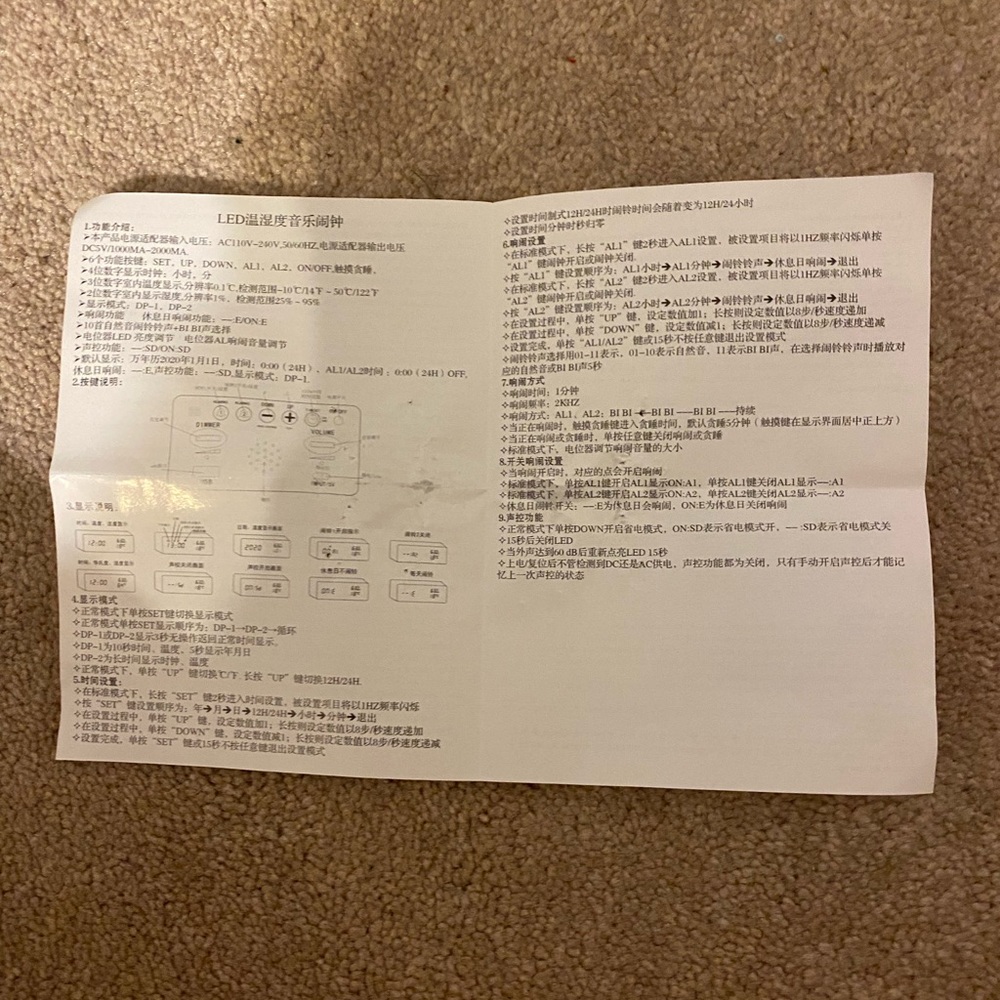 LED温湿度音乐闹钟
1.功能介绍：
➢本产品电源适配器输入电压：AC110V-240V,50/60HZ,电源适配器输出电压
DC5V/1000MA-2000MA.
➢6个功能按键：SET，UP，DOWN，AL1，AL2，ON/OFF,触摸贪睡。
➢4位数字显示时钟：小时，分
➢3位数字室内温度显示,分辨率0.1℃,检测范围-10℃/14℉～50℃/122℉
➢2位数字室内显示湿度,分辨率1%，检测范围25%～95%
➢显示模式：DP-1、DP-2
➢响闹功能 休息日响闹功能：—:E/ON:E
➢10首自然音闹铃铃声+BI BI声选择
➢电位器LED 亮度调节 电位器AL响闹音量调节
➢声控功能：—:SD/ON:SD
➢默认显示：万年历2020年1月1日，时间：0:00（24H），AL1/AL2时间：0:00（24H）OFF,
休息日响闹：—:E,声控功能：—:SD,显示模式：DP-1.
2.按键说明：
DIMMER
VOLUME
3.显示说明：
时间、温度、湿度显示
12:00
2020
声控关闭画面
声控开启画面
休息日不闹铃
每天闹铃
12:00
4.显示模式
✧正常模式下单按SET键切换显示模式
✧正常模式单按SET显示顺序为：DP-1→DP-2→循环
✧DP-1或DP-2显示3秒无操作返回正常时间显示。
✧DP-1为10秒时间、温度，5秒显示年月日
✧DP-2为长时间显示时钟、温度
✧正常模式下，单按“UP”键切换℃/℉ 长按“UP”键切换12H/24H.
5.时间设置：
✧在标准模式下，长按“SET”键2秒进入时间设置，被设置项目将以1HZ频率闪烁
✧按“SET”键设置顺序为：年➔月➔日➔12H/24H➔小时➔分钟➔退出
✧在设置过程中，单按“UP”键，设定数值加1；长按则设定数值以8步/秒速度递加
✧在设置过程中，单按“DOWN”键，设定数值减1；长按则设定数值以8步/秒速度递减
✧设置完成，单按“SET”键或15秒不按任意键退出设置模式
✧设置时间制式12H/24H时闹铃时间会随着变为12H/24小时
✧设置时间分钟时秒归零
6.响闹设置
✧在标准模式下，长按“AL1”键2秒进入AL1设置，被设置项目将以1HZ频率闪烁单按
“AL1”键闹钟开启或闹钟关闭.
✧按“AL1”键设置顺序为：AL1小时➔AL1分钟➔闹铃铃声➔休息日响闹➔退出
✧在标准模式下，长按“AL2”键2秒进入AL2设置，被设置项目将以1HZ频率闪烁单按
“AL2”键闹钟开启或闹钟关闭.
✧按“AL2”键设置顺序为：AL2小时➔AL2分钟➔闹铃铃声➔休息日响闹➔退出
✧在设置过程中，单按“UP”键，设定数值加1；长按则设定数值以8步/秒速度递加
✧在设置过程中，单按“DOWN”键，设定数值减1；长按则设定数值以8步/秒速度递减
✧设置完成，单按“AL1/AL2”键或15秒不按任意键退出设置模式
✧闹铃铃声选择用01-11表示，01-10表示自然音，11表示BI BI声，在选择闹铃铃声时播放对
应的自然音或BI BI声5秒
7.响闹方式
✧响闹时间：1分钟
✧响闹频率：2KHZ
✧响闹方式：AL1，AL2：BI BI —BI BI —BI BI —持续
✧当正在响闹时，触摸贪睡键进入贪睡时间，默认贪睡5分钟（触摸键在显示界面居中正上方）
✧当正在响闹或贪睡时，单按任意键关闭响闹或贪睡
✧标准模式下，电位器调节响闹音量的大小
8.开关响闹设置
✧当响闹开启时，对应的点会开启响闹
✧标准模式下，单按AL1键开启AL1显示ON:A1，单按AL1键关闭AL1显示—:A1
✧标准模式下，单按AL2键开启AL2显示ON:A2，单按AL2键关闭AL2显示—:A2
✧休息日闹铃开关：—:E为休息日会响闹，ON:E为休息日关闭响闹
9.声控功能
✧正常模式下单按DOWN开启省电模式，ON:SD表示省电模式开，— :SD表示省电模式关
✧15秒后关闭LED
✧当外声达到60 dB后重新点亮LED 15秒
✧上电/复位后不管检测到DC还是AC供电，声控功能都为关闭，只有手动开启声控后才能记
忆上一次声控的状态